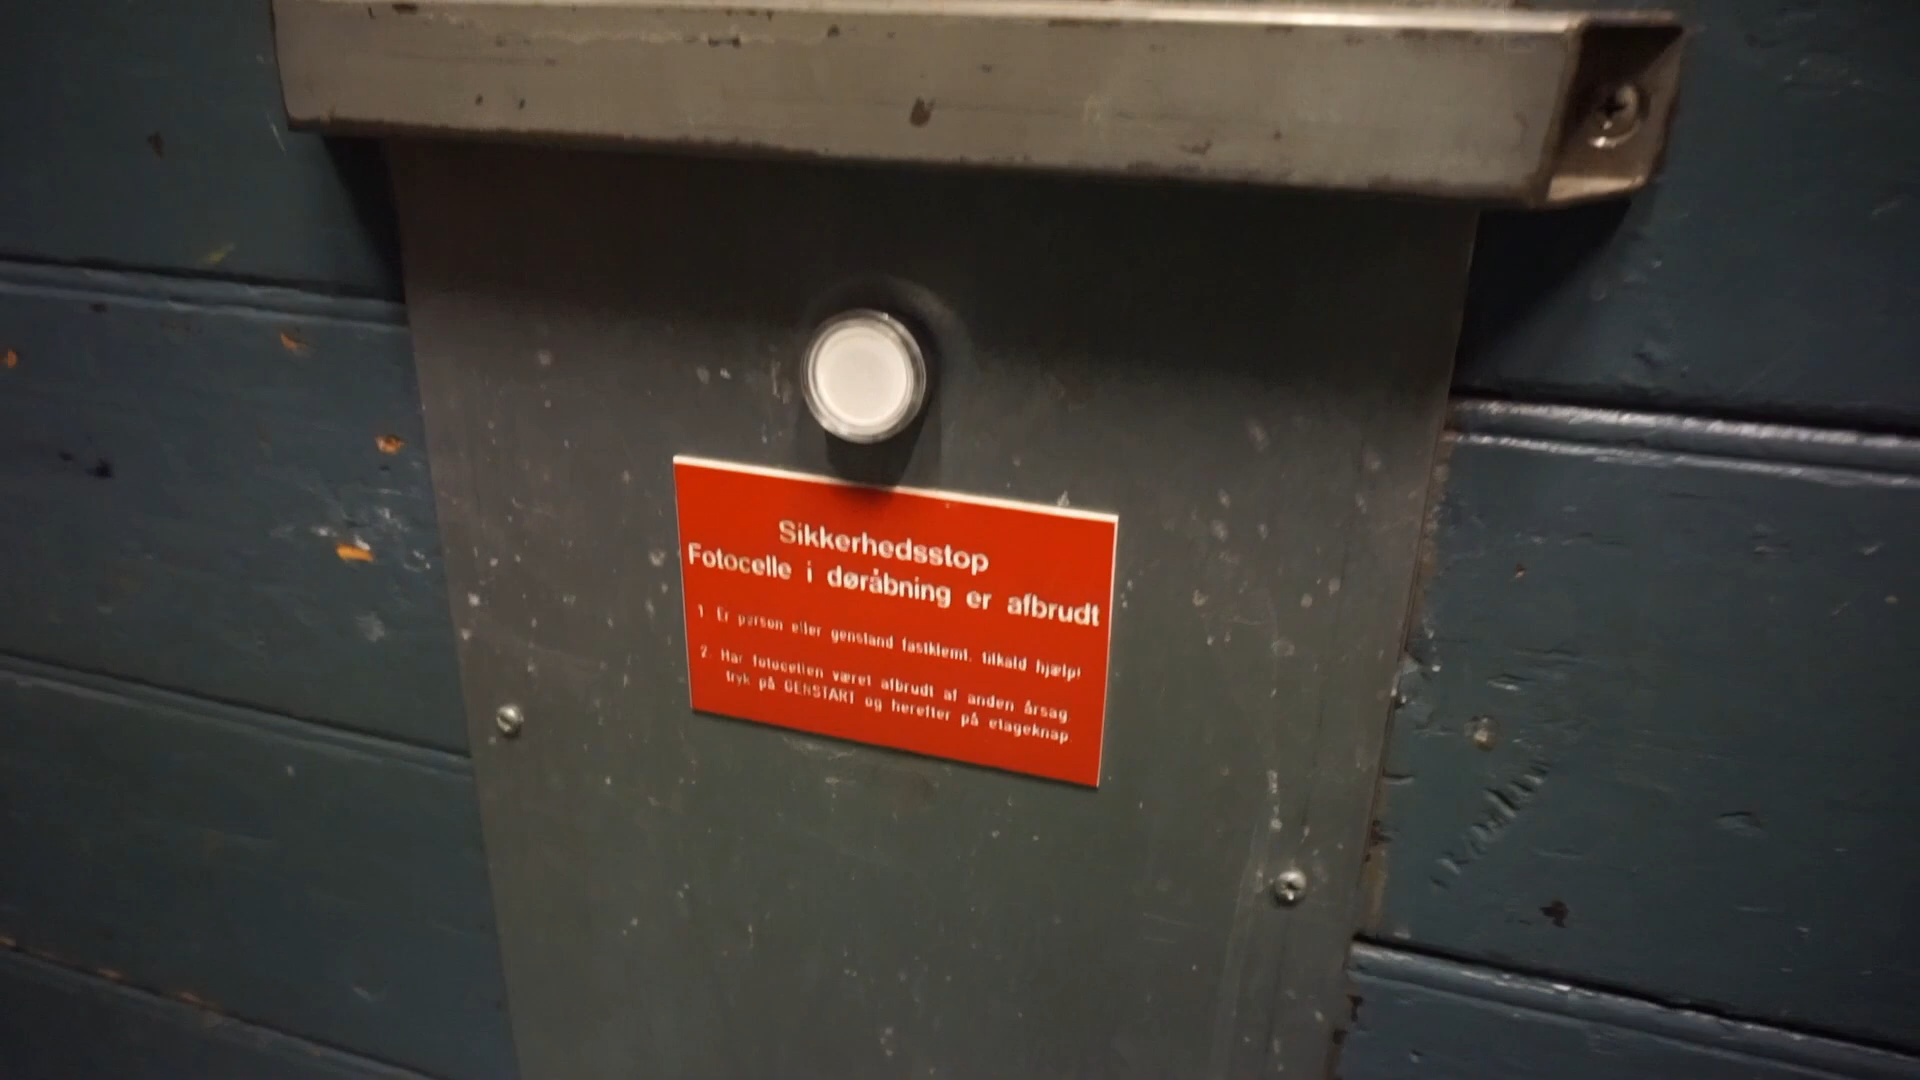 Sikkerhedsstop
Fotocelle i døråbning er afbrudt
1. Er person eller genstand fastklemt, tilkald hjælp!
2. Har fotocellen været afbrudt af anden årsag
tryk på GENSTART og herefter på etageknap.